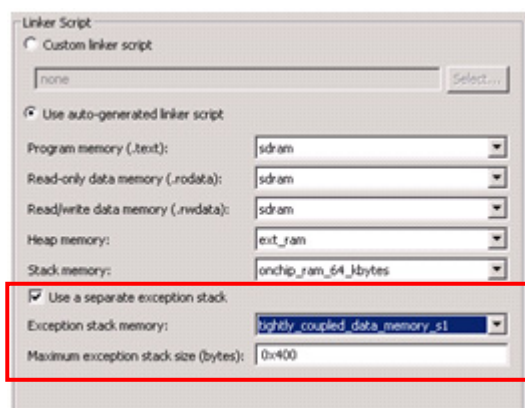 Linker Script
Custom linker script
none Select...
Use auto-generated linker script
Program memory (.text): sdram
Read-only data memory (.rodata): sdram
Read/write data memory (.rwdata): sdram
Heap memory: ext_ram
Stack memory: onchip_ram_64_kbytes
Use a separate exception stack
Exception stack memory: tightly_coupled_data_memory_s1
Maximum exception stack size (bytes): 0x400